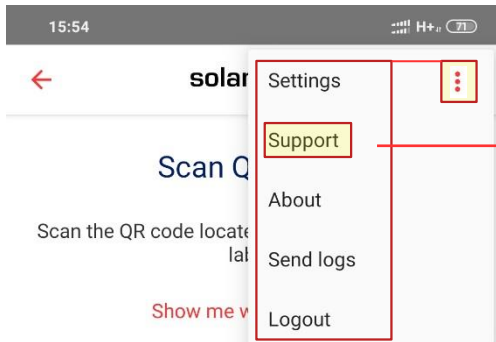 15:54 H+ 71
solar
Settings
Support
Scan Q
About
Scan the QR code locate
lab
Send logs
Show me w
Logout